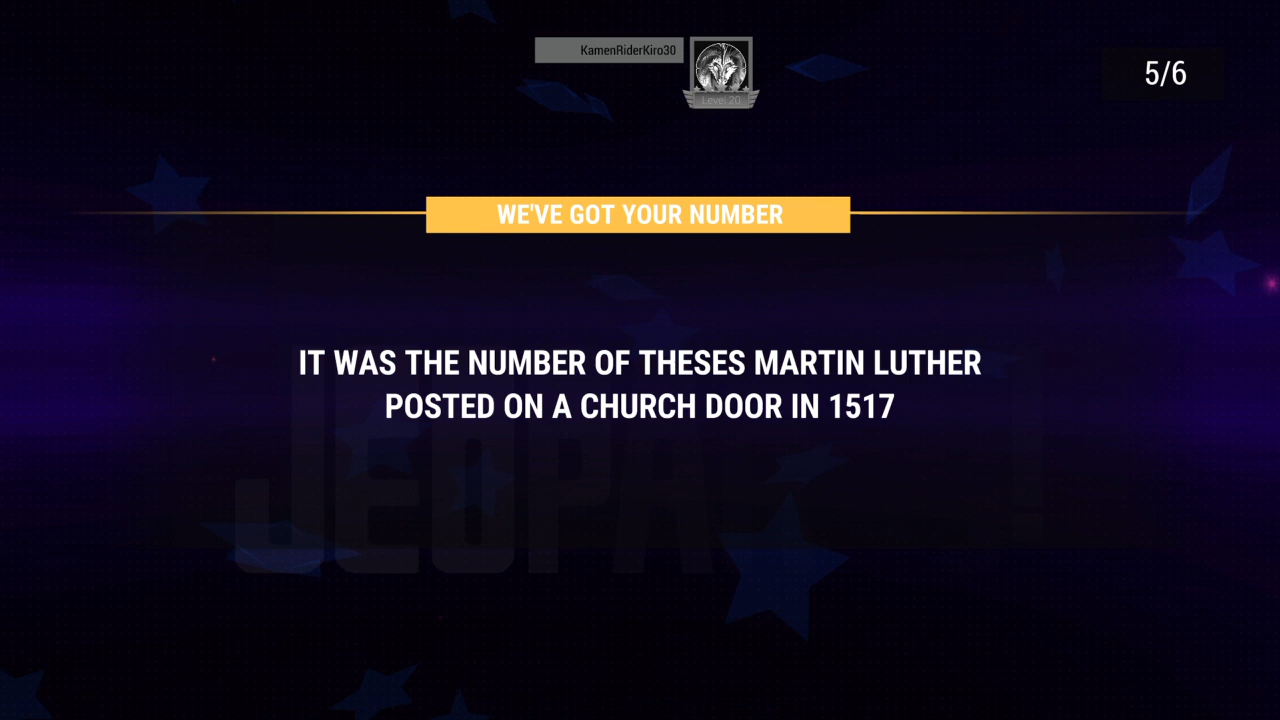 KamenRiderKiro30
Level 20
5/6
WE'VE GOT YOUR NUMBER
IT WAS THE NUMBER OF THESES MARTIN LUTHER
POSTED ON A CHURCH DOOR IN 1517
JEOPA